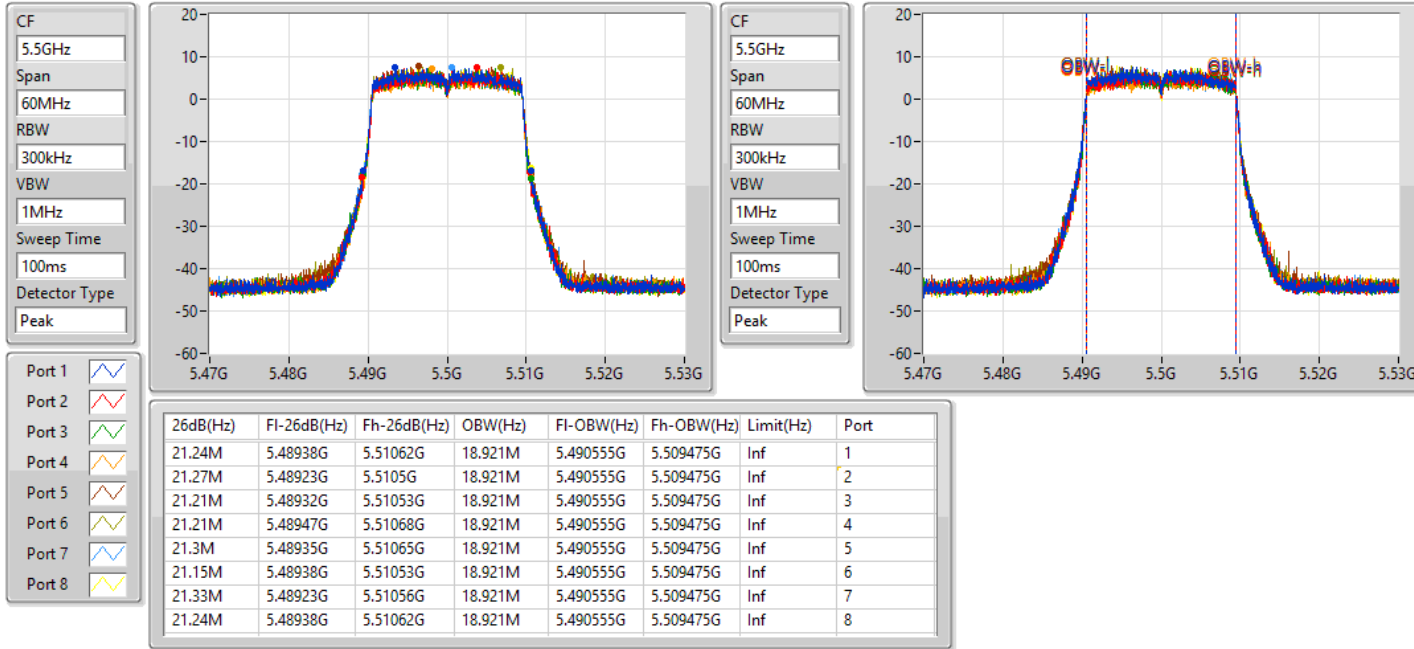 CF
5.5GHz
Span
60MHz
RBW
300kHz
VBW
1MHz
Sweep Time
100ms
Detector Type
Peak
20
10
0
-10
-20
-30
-40
-50
-60
5.47G 5.48G 5.49G 5.5G 5.51G 5.52G 5.53G
CF
5.5GHz
Span
60MHz
RBW
300kHz
VBW
1MHz
Sweep Time
100ms
Detector Type
Peak
20
10
0
-10
-20
-30
-40
-50
-60
OBW-l OBW-h
5.47G 5.48G 5.49G 5.5G 5.51G 5.52G 5.53G
Port 1
Port 2
Port 3
Port 4
Port 5
Port 6
Port 7
Port 8
26dB(Hz) Fl-26dB(Hz) Fh-26dB(Hz) OBW(Hz) Fl-OBW(Hz) Fh-OBW(Hz) Limit(Hz) Port
21.24M 5.48938G 5.51062G 18.921M 5.490555G 5.509475G Inf 1
21.27M 5.48923G 5.5105G 18.921M 5.490555G 5.509475G Inf 2
21.21M 5.48932G 5.51053G 18.921M 5.490555G 5.509475G Inf 3
21.21M 5.48947G 5.51068G 18.921M 5.490555G 5.509475G Inf 4
21.3M 5.48935G 5.51065G 18.921M 5.490555G 5.509475G Inf 5
21.15M 5.48938G 5.51053G 18.921M 5.490555G 5.509475G Inf 6
21.33M 5.48923G 5.51056G 18.921M 5.490555G 5.509475G Inf 7
21.24M 5.48938G 5.51062G 18.921M 5.490555G 5.509475G Inf 8